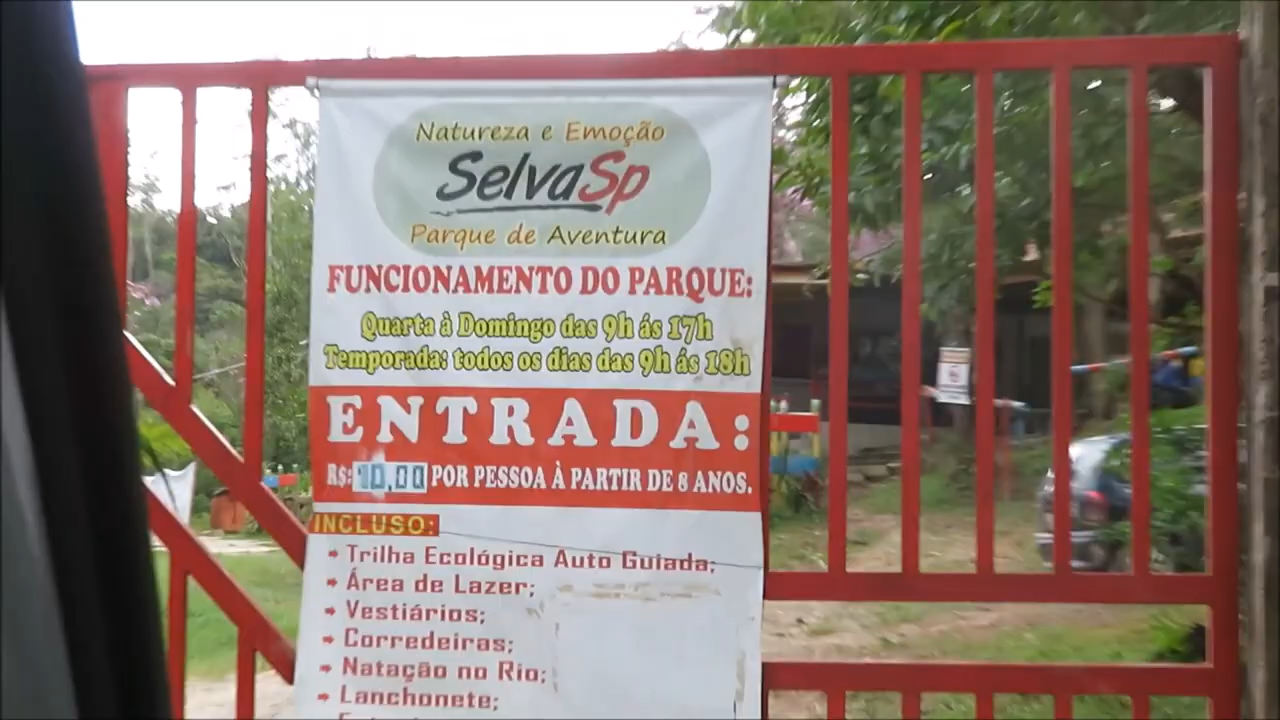 Natureza e Emoção
SelvaSp
Parque de Aventura
FUNCIONAMENTO DO PARQUE:
Quarta à Domingo das 9h ás 17h
Temporada: todos os dias das 9h ás 18h
ENTRADA:
R$: 10,00 POR PESSOA À PARTIR DE 8 ANOS.
INCLUSO:
Trilha Ecológica Auto Guiada;
Área de Lazer;
Vestiários;
Corredeiras;
Natação no Rio;
Lanchonete;